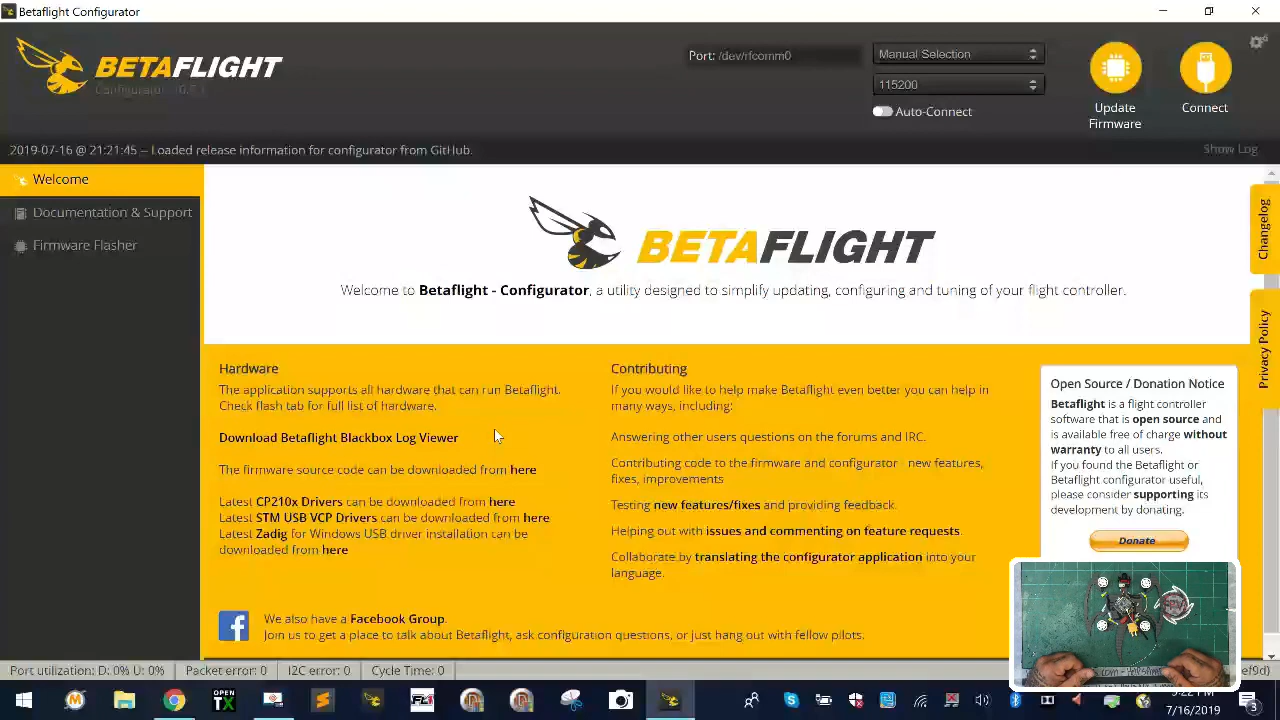 Betaflight Configurator
BETAFLIGHT
Configurator
Port: /dev/rfcomm0
Manual Selection
115200
Auto-Connect
Update
Firmware
Connect
2019-07-16 @ 21:21:45 – Loaded release information for configurator from GitHub.
Show Log
Welcome
Documentation & Support
Firmware Flasher
BETAFLIGHT
Welcome to Betaflight - Configurator, a utility designed to simplify updating, configuring and tuning of your flight controller.
Changelog
Privacy Policy
Hardware
The application supports all hardware that can run Betaflight.
Check flash tab for full list of hardware.
Download Betaflight Blackbox Log Viewer
The firmware source code can be downloaded from here
Latest CP210x Drivers can be downloaded from here
Latest STM USB VCP Drivers can be downloaded from here
Latest Zadig for Windows USB driver installation can be
downloaded from here
Contributing
If you would like to help make Betaflight even better you can help in
many ways, including:
Answering other users questions on the forums and IRC.
Contributing code to the firmware and configurator - new features,
fixes, improvements
Testing new features/fixes and providing feedback.
Helping out with issues and commenting on feature requests.
Collaborate by translating the configurator application into your
language.
Open Source / Donation Notice
Betaflight is a flight controller
software that is open source and
is available free of charge without
warranty to all users.
If you found the Betaflight or
Betaflight configurator useful,
please consider supporting its
development by donating.
Donate
We also have a Facebook Group.
Join us to get a place to talk about Betaflight, ask configuration questions, or just hang out with fellow pilots.
Port utilization: D: 0% U: 0%
Packet error: 0
I2C error: 0
Cycle Time: 0
OPEN
TX
9:22 PM
7/16/2019
3